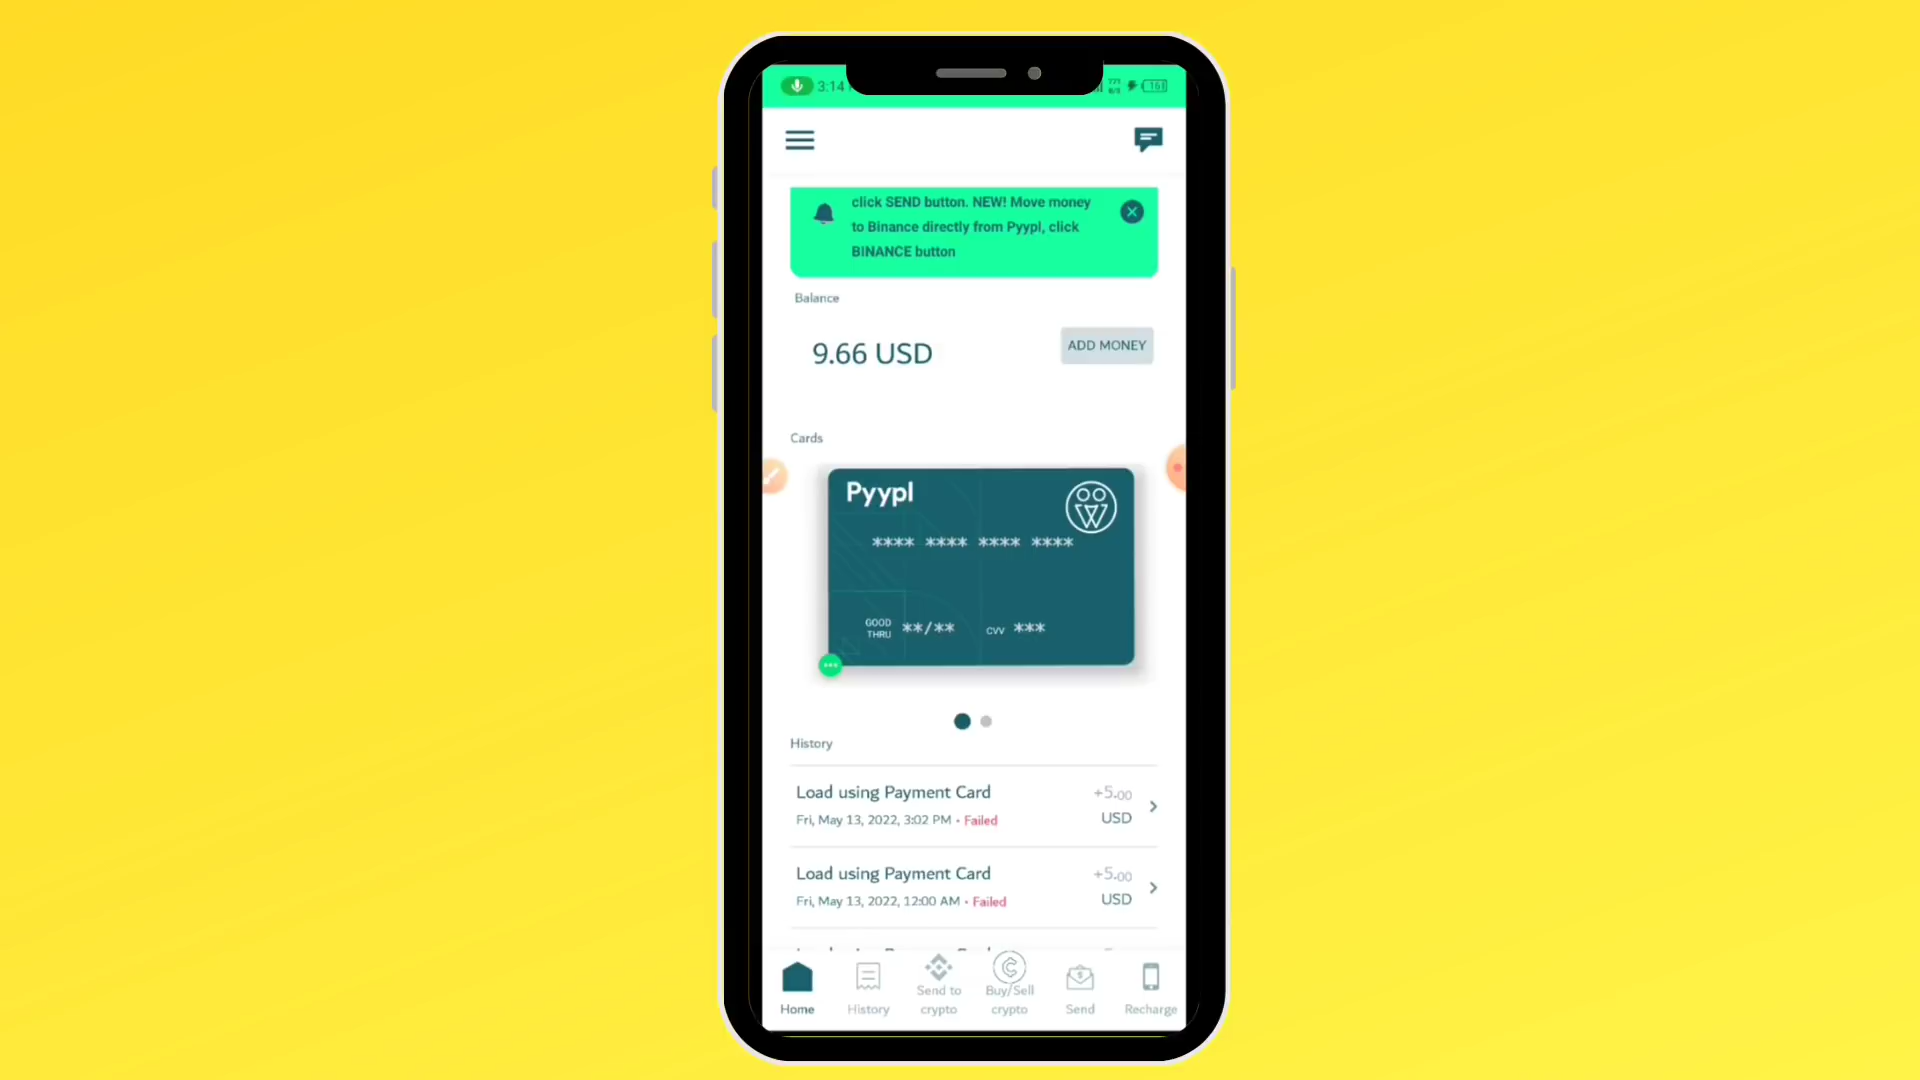 3:14
16
click SEND button. NEW! Move money
to Binance directly from Pyypl, click
BINANCE button
Balance
9.66 USD
ADD MONEY
Cards
Pyypl
**** **** **** ****
GOOD
THRU
**/**
CVV ***
History
Load using Payment Card
+5.00
USD
Fri, May 13, 2022, 3:02 PM • Failed
Load using Payment Card
+5.00
USD
Fri, May 13, 2022, 12:00 AM • Failed
Home
History
Send to
crypto
Buy/Sell
crypto
Send
Recharge